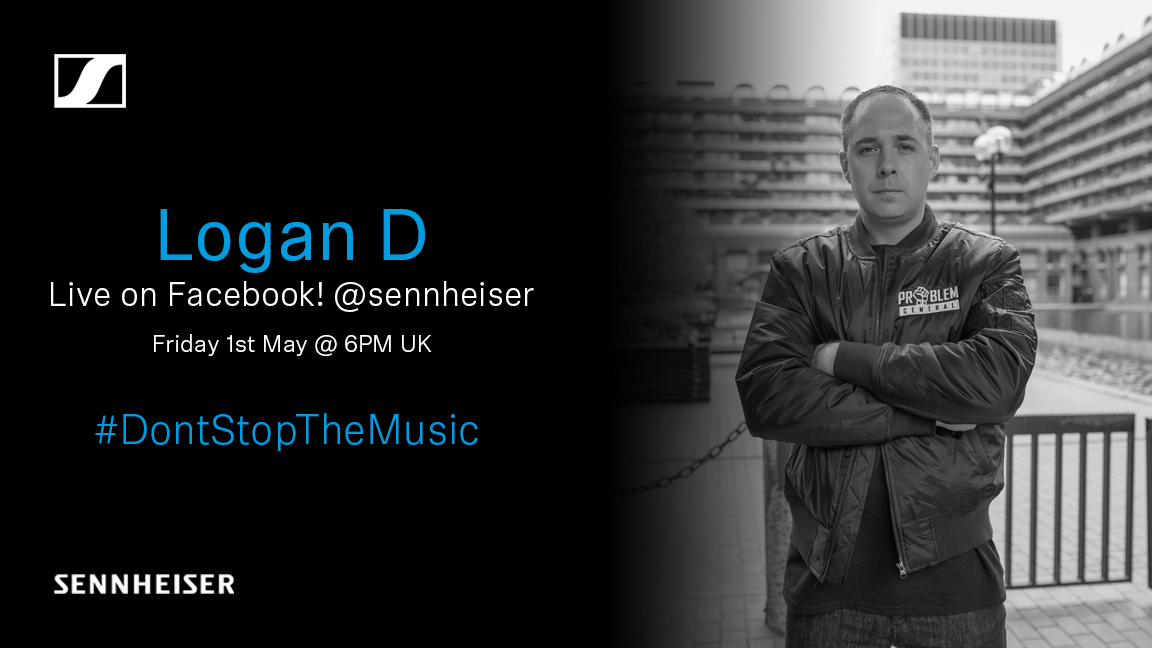 Logan D
Live on Facebook! @sennheiser
Friday 1st May @ 6PM UK
#DontStopTheMusic
SENNHEISER
PROBLEM
CENTRAL